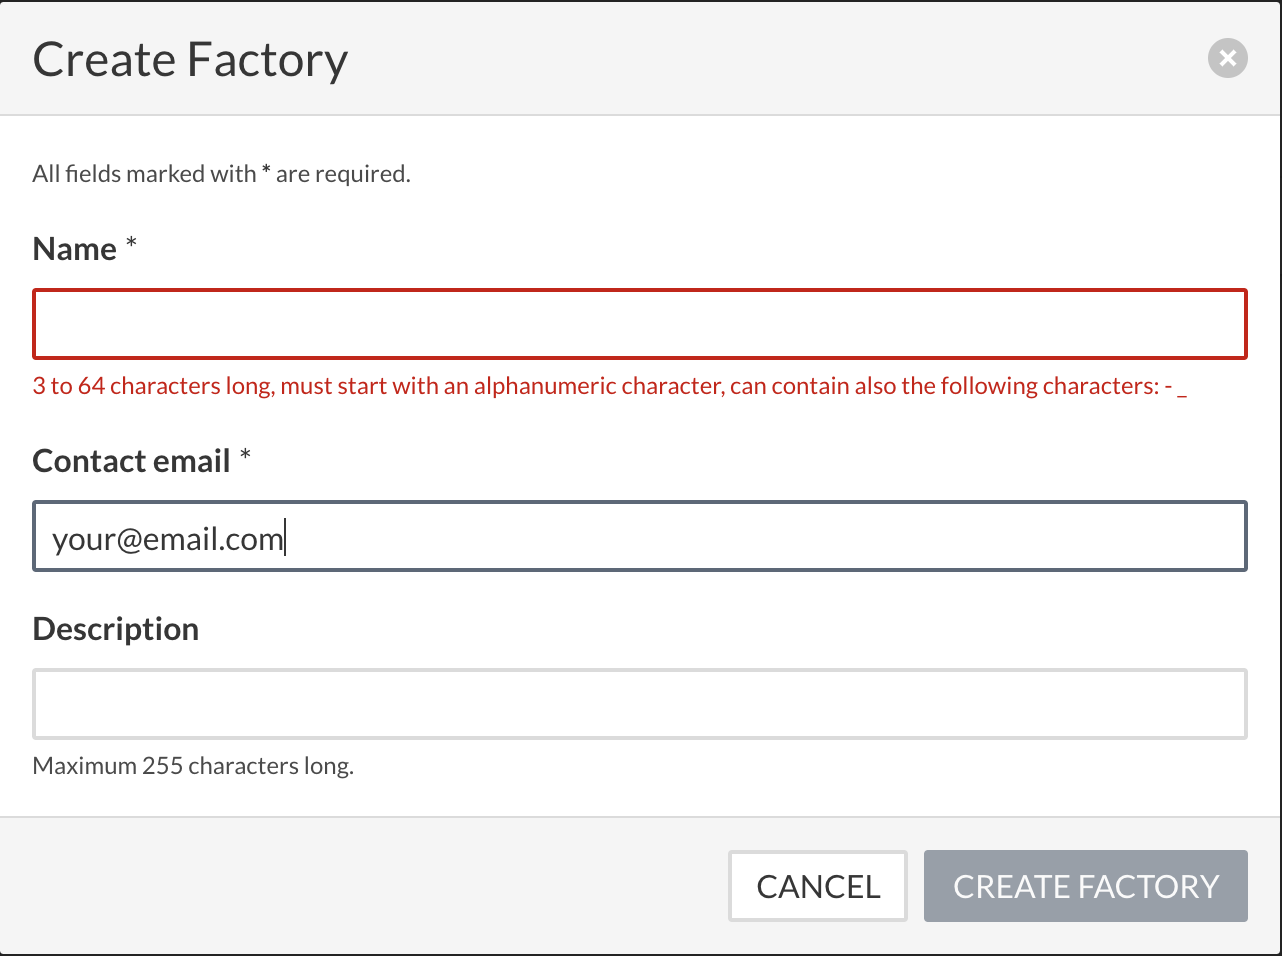 Create Factory
All fields marked with * are required.
Name *
3 to 64 characters long, must start with an alphanumeric character, can contain also the following characters: - _
Contact email *
your@email.com
Description
Maximum 255 characters long.
CANCEL CREATE FACTORY